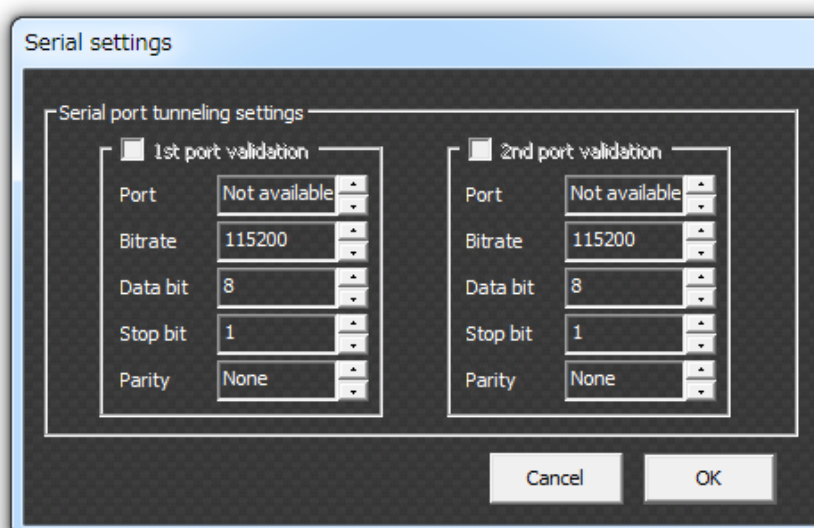 Serial settings
Serial port tunneling settings
1st port validation
Port Not available
Bitrate 115200
Data bit 8
Stop bit 1
Parity None
2nd port validation
Port Not available
Bitrate 115200
Data bit 8
Stop bit 1
Parity None
Cancel OK